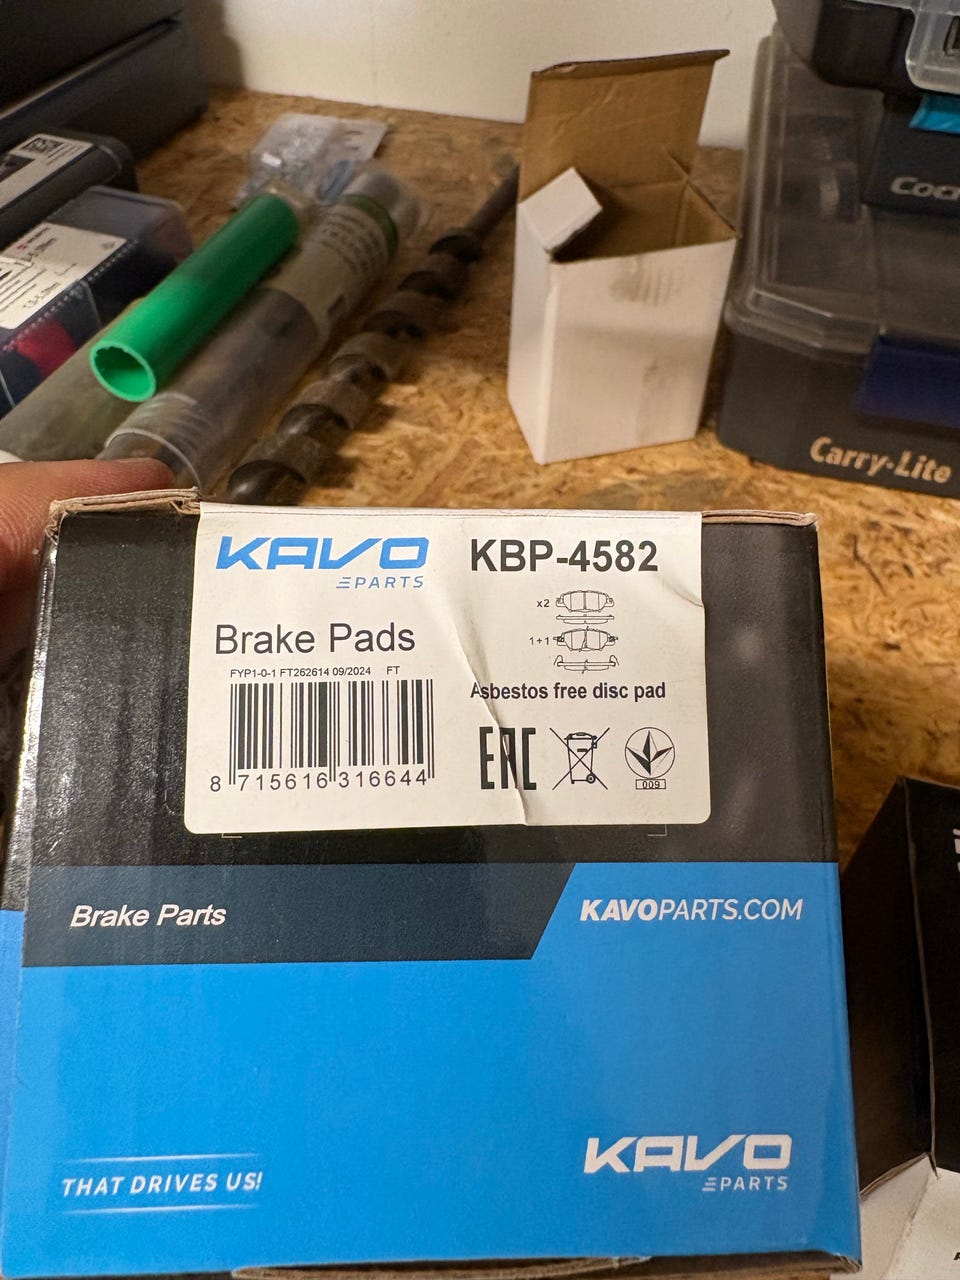 Carry-Lite
KAVO
PARTS
KBP-4582
x2
1+1
Brake Pads
FYP1-0-1 FT262614 09/2024 FT
Asbestos free disc pad
8 715616 316644
EAC
009
Brake Parts
KAVOPARTS.COM
THAT DRIVES US!
KAVO
PARTS